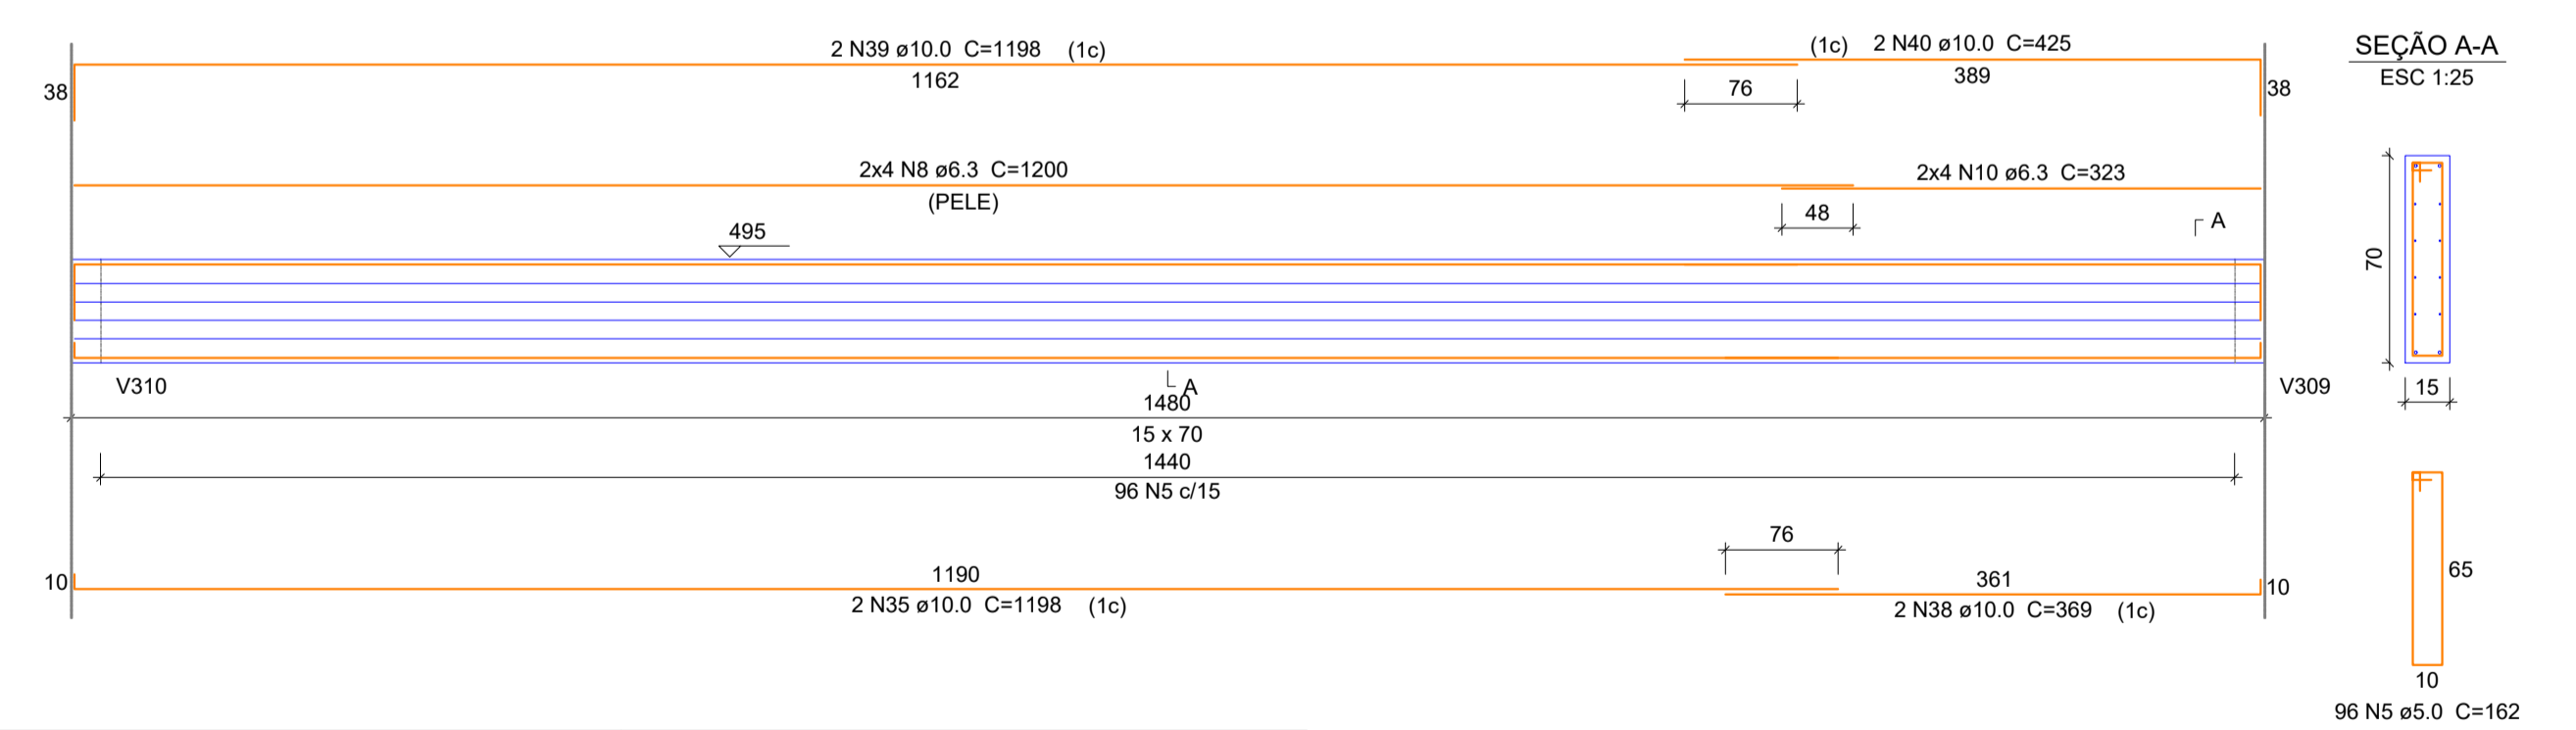 2 N39 ø10.0 C=1198 (1c)
1162
38
(1c) 2 N40 ø10.0 C=425
389
76
38
SEÇÃO A-A
ESC 1:25
2x4 N8 ø6.3 C=1200
(PELE)
2x4 N10 ø6.3 C=323
48
495
A
70
15
V310
A
V309
1480
15 x 70
1440
96 N5 c/15
76
10
1190
2 N35 ø10.0 C=1198 (1c)
361
2 N38 ø10.0 C=369 (1c)
10
65
10
96 N5 ø5.0 C=162